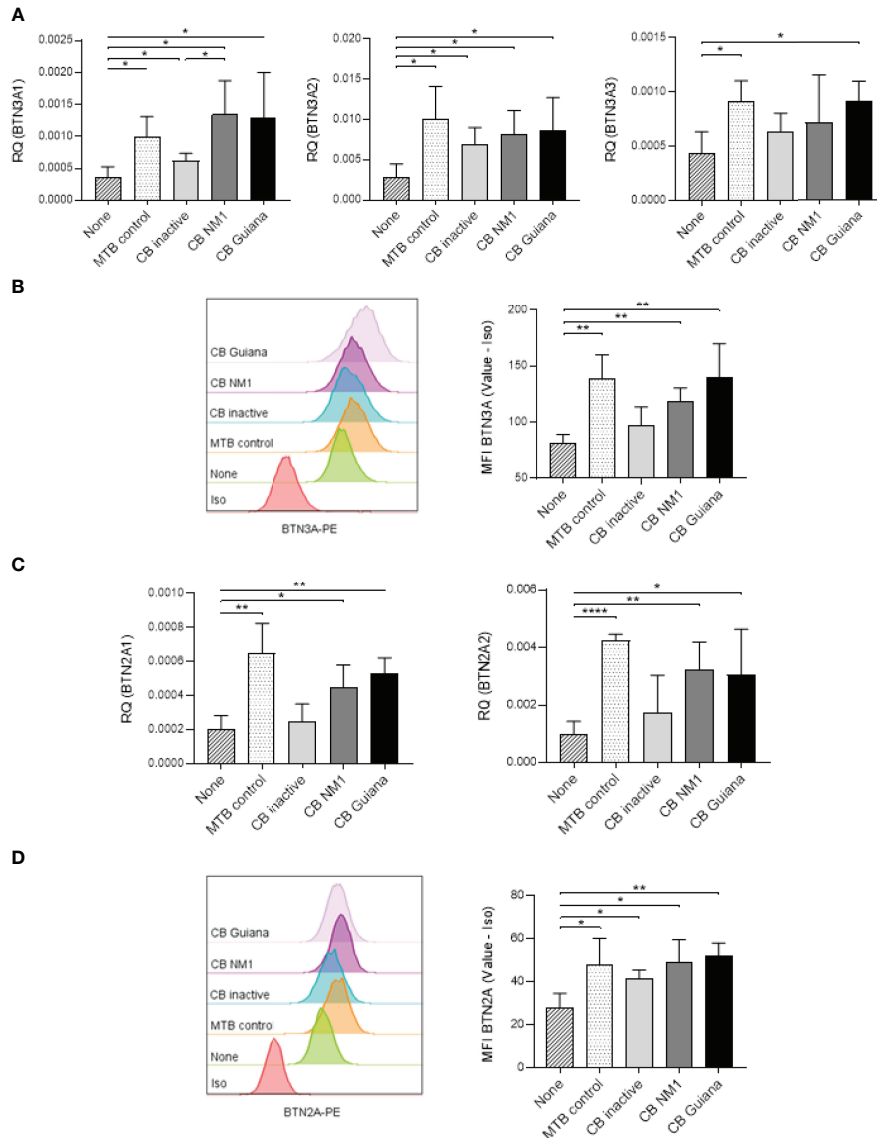 A
*
*
*
*
*
RQ (BTN3A1)
0.0025
0.0020
0.0015
0.0010
0.0005
0.0000
None
MTB control
CB inactive
CB NM1
CB Guiana
*
*
*
*
RQ (BTN3A2)
0.020
0.015
0.010
0.005
0.000
None
MTB control
CB inactive
CB NM1
CB Guiana
*
*
RQ (BTN3A3)
0.0015
0.0010
0.0005
0.0000
None
MTB control
CB inactive
CB NM1
CB Guiana
B
CB Guiana
CB NM1
CB inactive
MTB control
None
Iso
BTN3A-PE
**
**
**
MFI BTN3A (Value - Iso)
200
150
100
50
None
MTB control
CB inactive
CB NM1
CB Guiana
C
**
*
**
RQ (BTN2A1)
0.0010
0.0008
0.0006
0.0004
0.0002
0.0000
None
MTB control
CB inactive
CB NM1
CB Guiana
*
**
****
RQ (BTN2A2)
0.006
0.004
0.002
0.000
None
MTB control
CB inactive
CB NM1
CB Guiana
D
CB Guiana
CB NM1
CB inactive
MTB contro
None
Iso
BTN2A-PE
**
*
*
*
MFI BTN2A (Value - Iso)
80
60
40
20
0
None
MTB control
CB inactive
CB NM1
CB Guiana